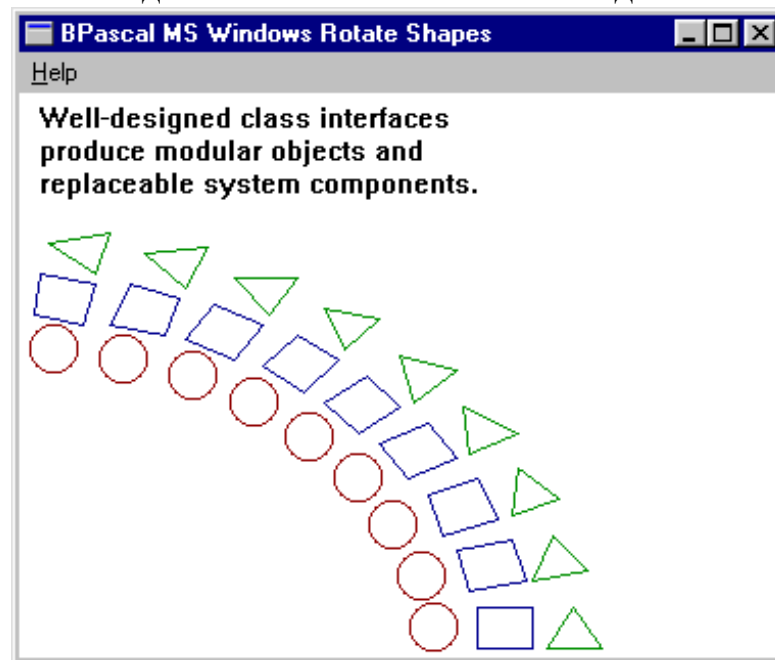 BPascal MS Windows Rotate Shapes
Help
Well-designed class interfaces
produce modular objects and
replaceable system components.